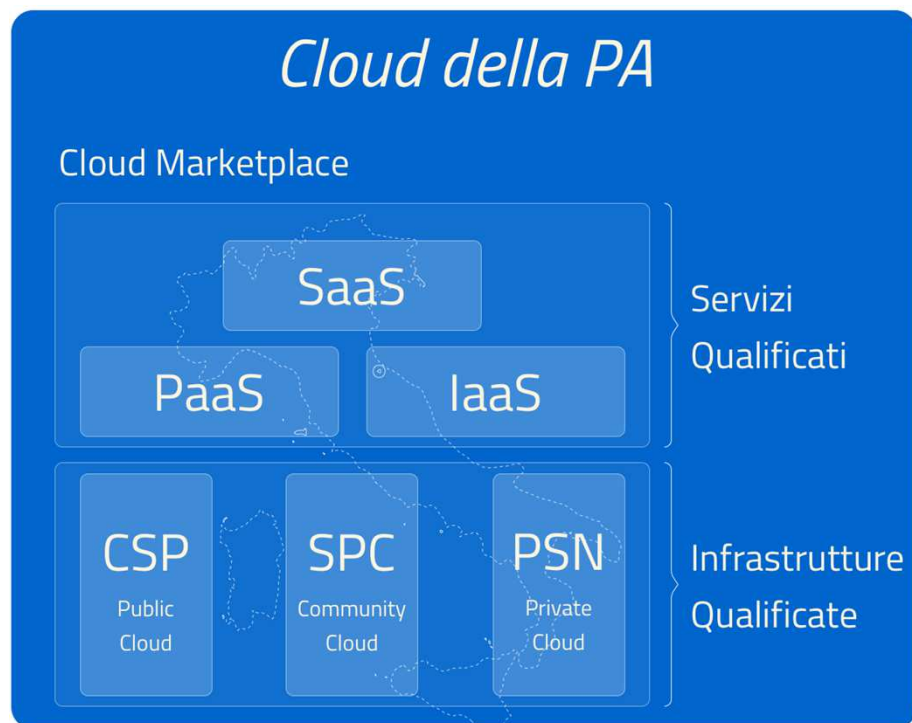 Cloud della PA
Cloud Marketplace
SaaS
PaaS
IaaS
Servizi
Qualificati
CSP
Public
Cloud
SPC
Community
Cloud
PSN
Private
Cloud
Infrastrutture
Qualificate